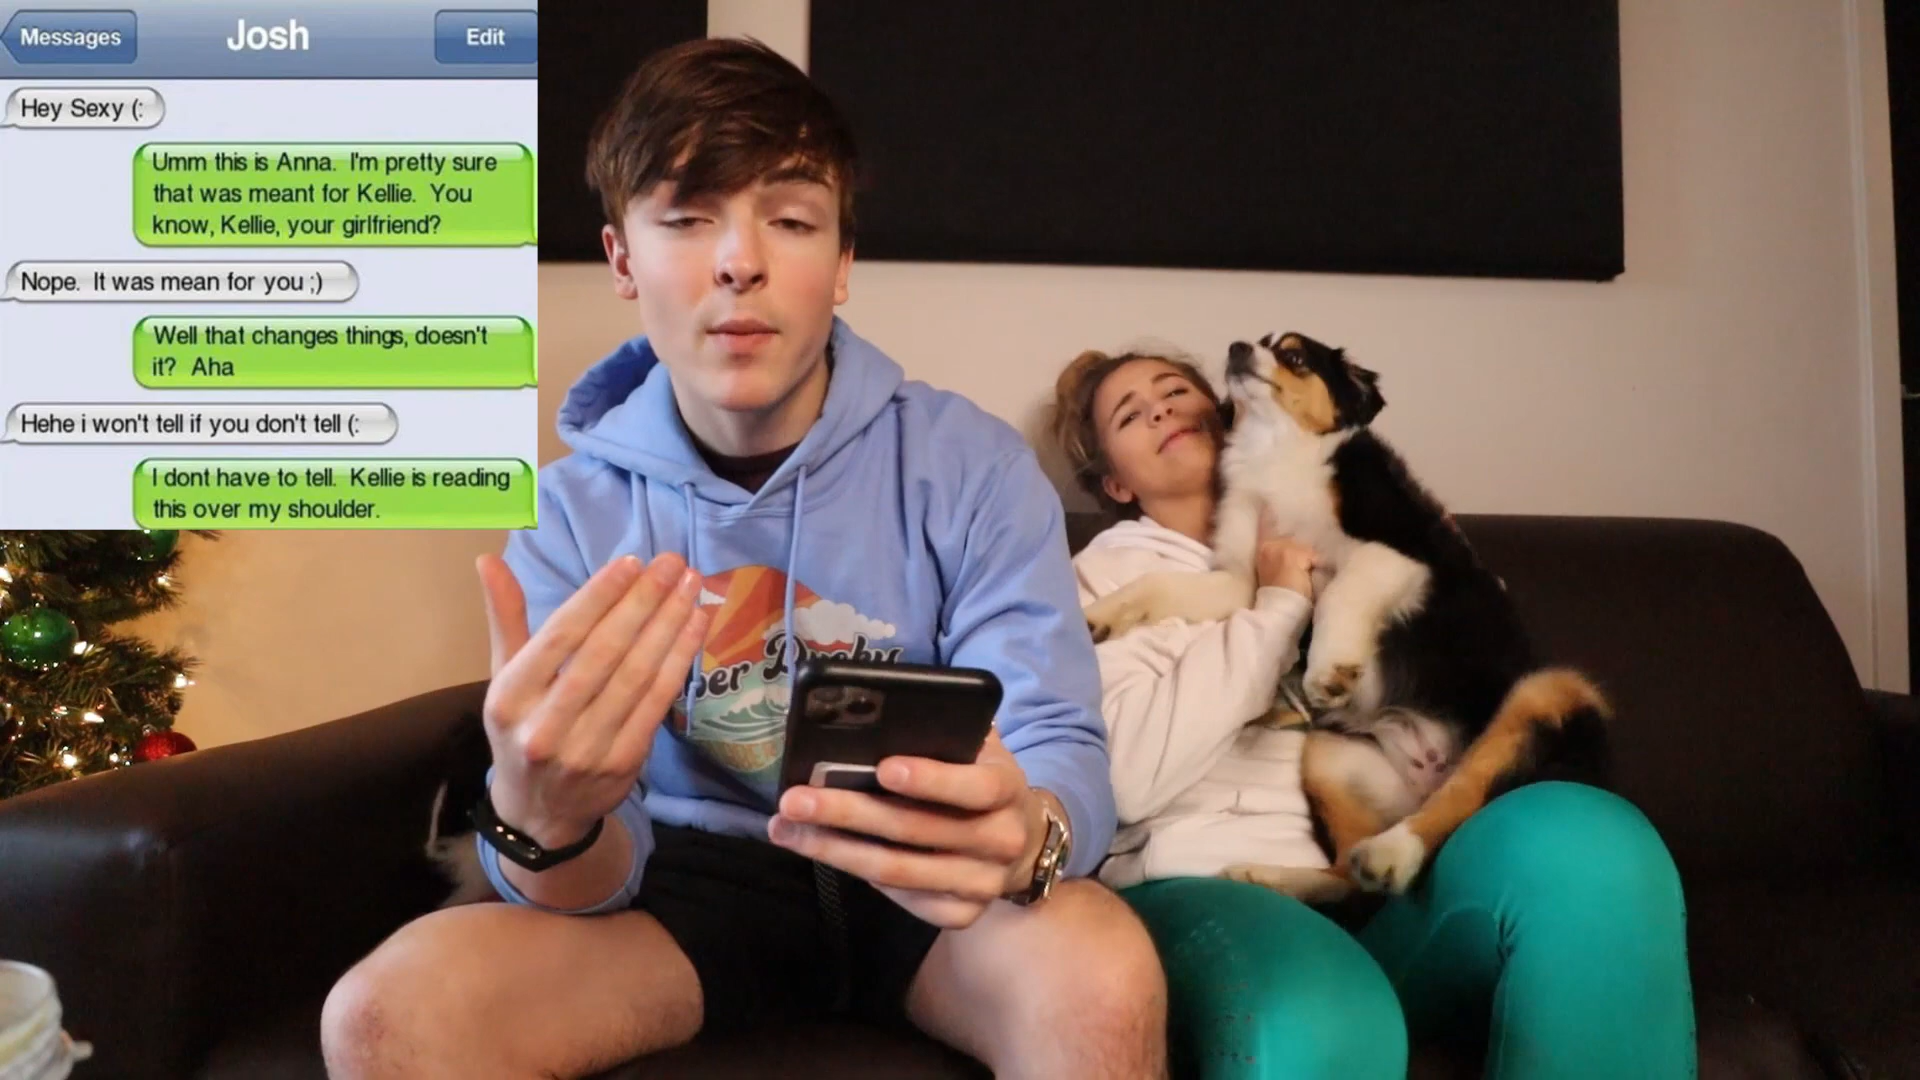 Messages
Josh
Edit
Hey Sexy (:
Umm this is Anna. I'm pretty sure
that was meant for Kellie. You
know, Kellie, your girlfriend?
Nope. It was mean for you ;)
Well that changes things, doesn't
it? Aha
Hehe i won't tell if you don't tell (:
I dont have to tell. Kellie is reading
this over my shoulder.